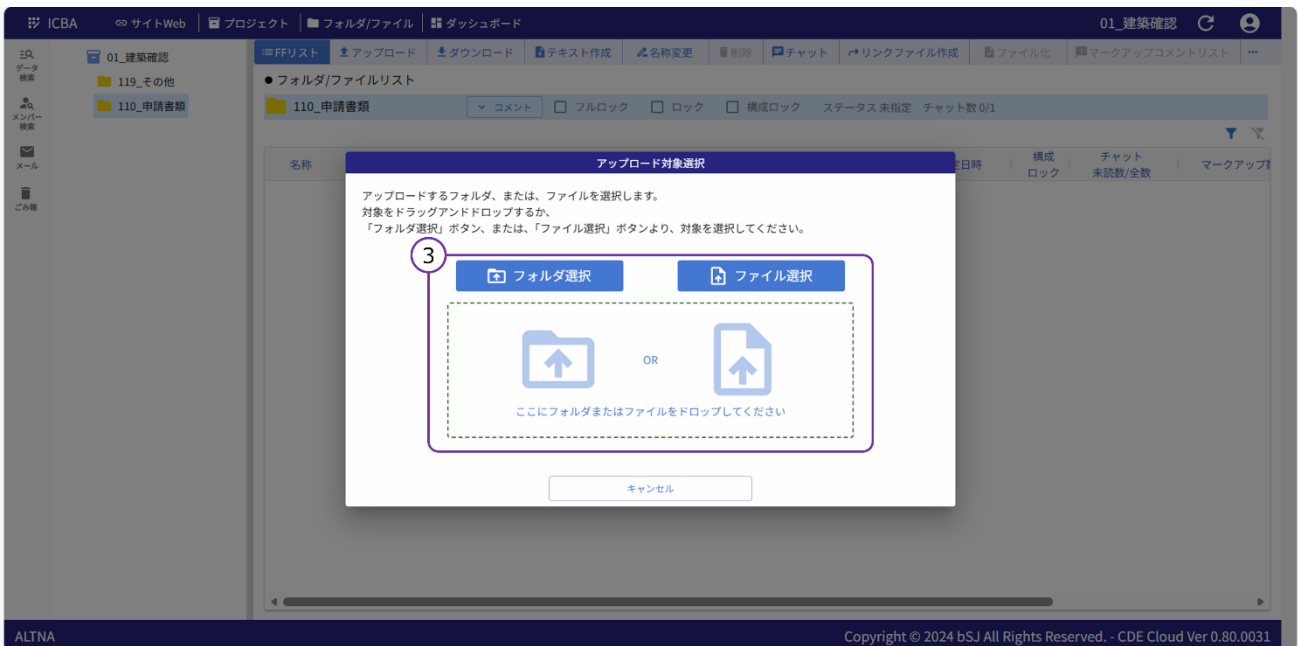 ICBA サイトWeb プロジェクト フォルダ/ファイル ダッシュボード 01_建築確認
データ検索
メンバー検索
メール
ごみ箱
01_建築確認
119_その他
110_申請書類
FFリスト アップロード ダウンロード テキスト作成 名称変更 削除 チャット リンクファイル作成 ファイル化 マークアップコメントリスト ...
●フォルダ/ファイルリスト
110_申請書類 コメント フルロック ロック 構成ロック ステータス 未指定 チャット数 0/1
名称 定日時 構成ロック チャット未読数/全数 マークアップ数
アップロード対象選択
アップロードするフォルダ、または、ファイルを選択します。
対象をドラッグアンドドロップするか、
「フォルダ選択」ボタン、または、「ファイル選択」ボタンより、対象を選択してください。
3
フォルダ選択 ファイル選択
OR
ここにフォルダまたはファイルをドロップしてください
キャンセル
ALTNA Copyright © 2024 bSJ All Rights Reserved. - CDE Cloud Ver 0.80.0031